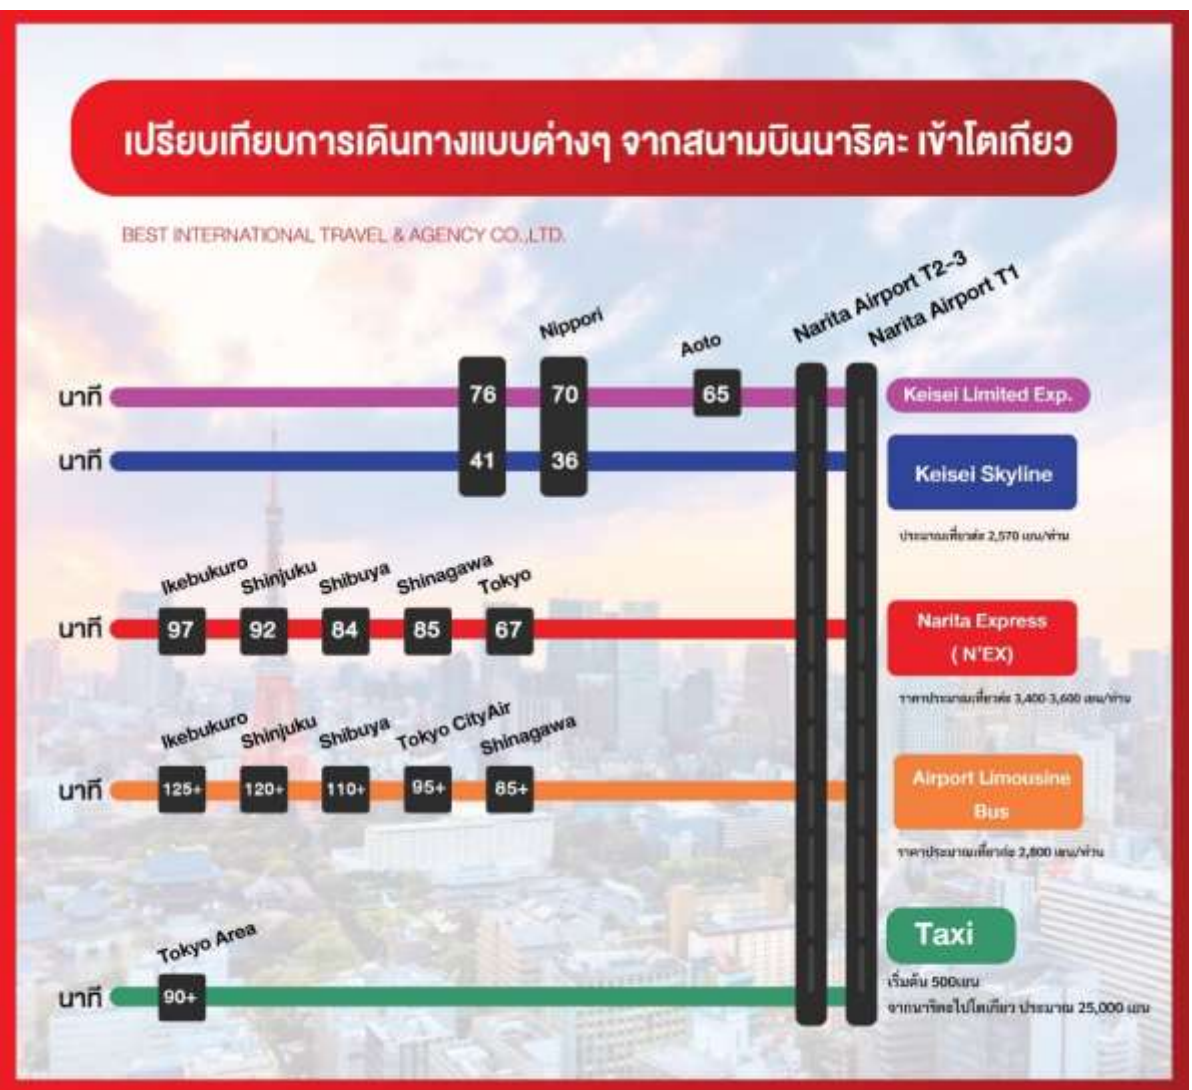 เปรียบเทียบการเดินทางแบบต่างๆ จากสนามบินนาริตะ เข้าโตเกียว
BEST INTERNATIONAL TRAVEL & AGENCY CO.,LTD.
Narita Airport T2-3
Narita Airport T1
Nippori
Aoto
นาที 76 70 65 Keisei Limited Exp.
นาที 41 36 Keisei Skyline
ประมาณเที่ยวล่ะ 2,570 เยน/ท่าน
Ikebukuro Shinjuku Shibuya Shinagawa Tokyo
นาที 97 92 84 85 67 Narita Express
( N'EX)
ราคาประมาณเที่ยวล่ะ 3,400-3,600 เยน/ท่าน
Ikebukuro Shinjuku Shibuya Tokyo CityAir Shinagawa
นาที 125+ 120+ 110+ 95+ 85+ Airport Limousine
Bus
ราคาประมาณเที่ยวล่ะ 2,800 เยน/ท่าน
Tokyo Area
Taxi
นาที 90+
เริ่มต้น 500เยน
จากนาริตะไปโตเกียว ประมาณ 25,000 เยน